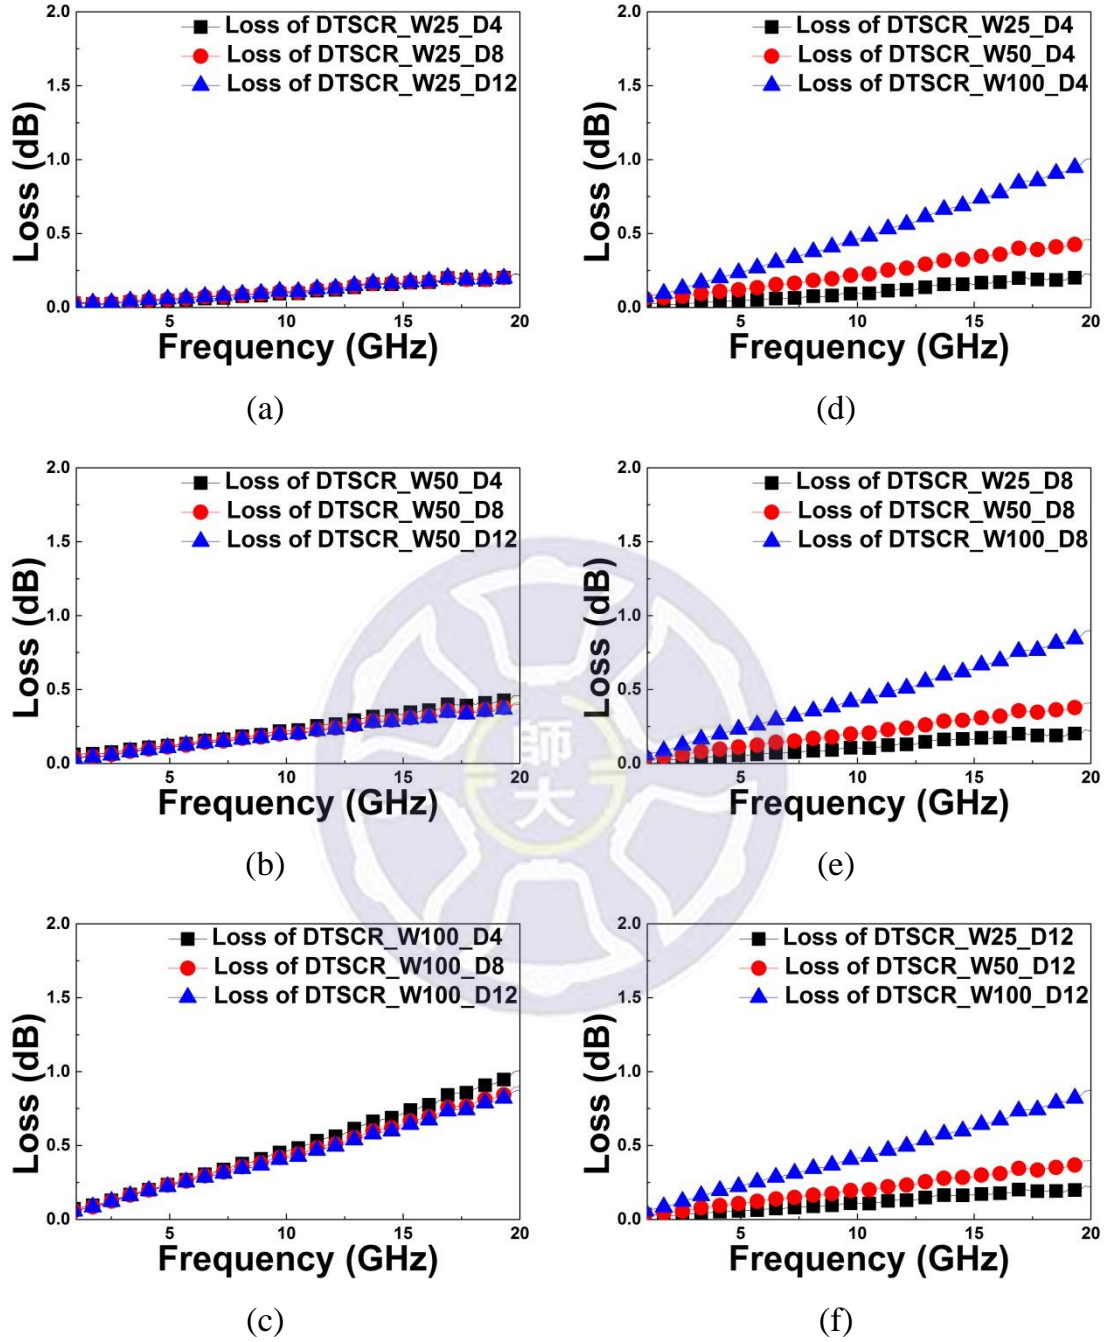 2.0
1.5
1.0
0.5
0.0
Loss (dB)
Loss of DTSCR_W25_D4
Loss of DTSCR_W25_D8
Loss of DTSCR_W25_D12
5 10 15 20
Frequency (GHz)
(a)
2.0
1.5
1.0
0.5
0.0
Loss (dB)
Loss of DTSCR_W25_D4
Loss of DTSCR_W50_D4
Loss of DTSCR_W100_D4
5 10 15 20
Frequency (GHz)
(d)
2.0
1.5
1.0
0.5
0.0
Loss (dB)
Loss of DTSCR_W50_D4
Loss of DTSCR_W50_D8
Loss of DTSCR_W50_D12
5 10 15 20
Frequency (GHz)
(b)
2.0
1.5
1.0
0.5
0.0
Loss (dB)
Loss of DTSCR_W25_D8
Loss of DTSCR_W50_D8
Loss of DTSCR_W100_D8
5 10 15 20
Frequency (GHz)
(e)
師
大
2.0
1.5
1.0
0.5
0.0
Loss (dB)
Loss of DTSCR_W100_D4
Loss of DTSCR_W100_D8
Loss of DTSCR_W100_D12
5 10 15 20
Frequency (GHz)
(c)
2.0
1.5
1.0
0.5
0.0
Loss (dB)
Loss of DTSCR_W25_D12
Loss of DTSCR_W50_D12
Loss of DTSCR_W100_D12
5 10 15 20
Frequency (GHz)
(f)